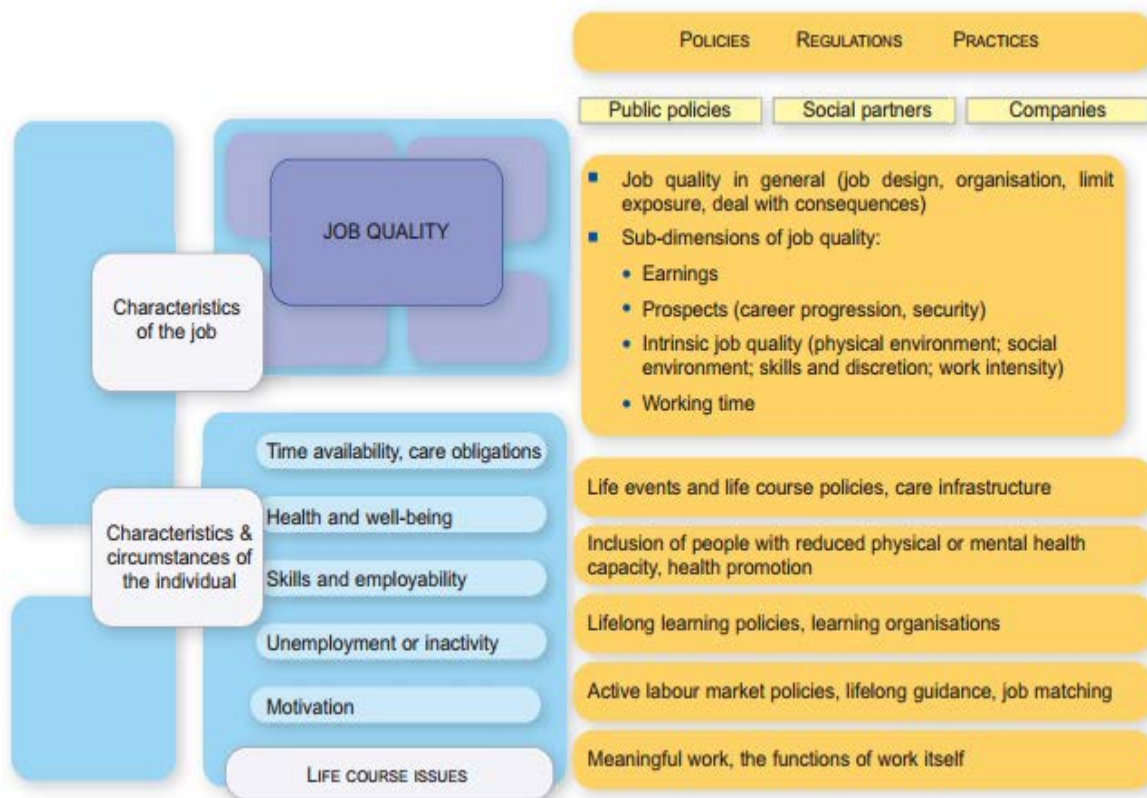 POLICIES REGULATIONS PRACTICES
Public policies Social partners Companies
JOB QUALITY
Characteristics
of the job
Job quality in general (job design, organisation, limit
exposure, deal with consequences)
Sub-dimensions of job quality:
Earnings
Prospects (career progression, security)
Intrinsic job quality (physical environment; social
environment; skills and discretion; work intensity)
Working time
Characteristics &
circumstances of
the individual
Time availability, care obligations
Health and well-being
Skills and employability
Unemployment or inactivity
Motivation
LIFE COURSE ISSUES
Life events and life course policies, care infrastructure
Inclusion of people with reduced physical or mental health
capacity, health promotion
Lifelong learning policies, learning organisations
Active labour market policies, lifelong guidance, job matching
Meaningful work, the functions of work itself